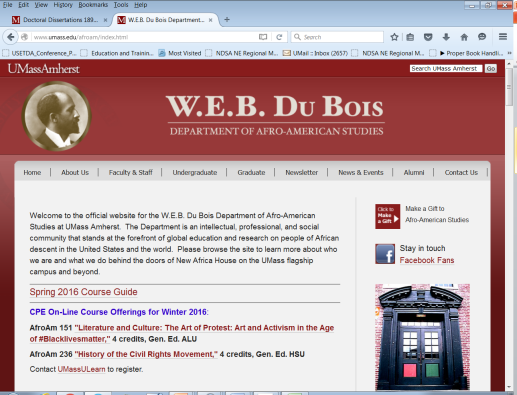 File Edit View History Bookmarks Tools Help
Doctoral Dissertations 189...
W.E.B. Du Bois Department...
www.umass.edu/afroam/index.html
Search
USETDA_Conference_P...
Education and Trainin...
Most Visited
NDSA NE Regional M...
UMail :: Inbox (2657)
NDSA NE Regional M...
Proper Book Handli...
UMassAmherst
Search UMass Amherst Go
W.E.B. DU BOIS
DEPARTMENT OF AFRO-AMERICAN STUDIES
Home About Us Faculty & Staff Undergraduate Graduate Newsletter News & Events Alumni Contact Us
Welcome to the official website for the W.E.B. Du Bois Department of Afro-American
Studies at UMass Amherst. The Department is an intellectual, professional, and social
community that stands at the forefront of global education and research on people of African
descent in the United States and the world. Please browse the site to learn more about who
we are and what we do behind the doors of New Africa House on the UMass flagship
campus and beyond.
Spring 2016 Course Guide
CPE On-Line Course Offerings for Winter 2016:
AfroAm 151 "Literature and Culture: The Art of Protest: Art and Activism in the Age
of #Blacklivesmatter," 4 credits, Gen. Ed. ALU
AfroAm 236 "History of the Civil Rights Movement," 4 credits, Gen. Ed. HSU
Contact UMassULearn to register.
Click to
Make
a Gift
Make a Gift to
Afro-American Studies
Stay in touch
Facebook Fans